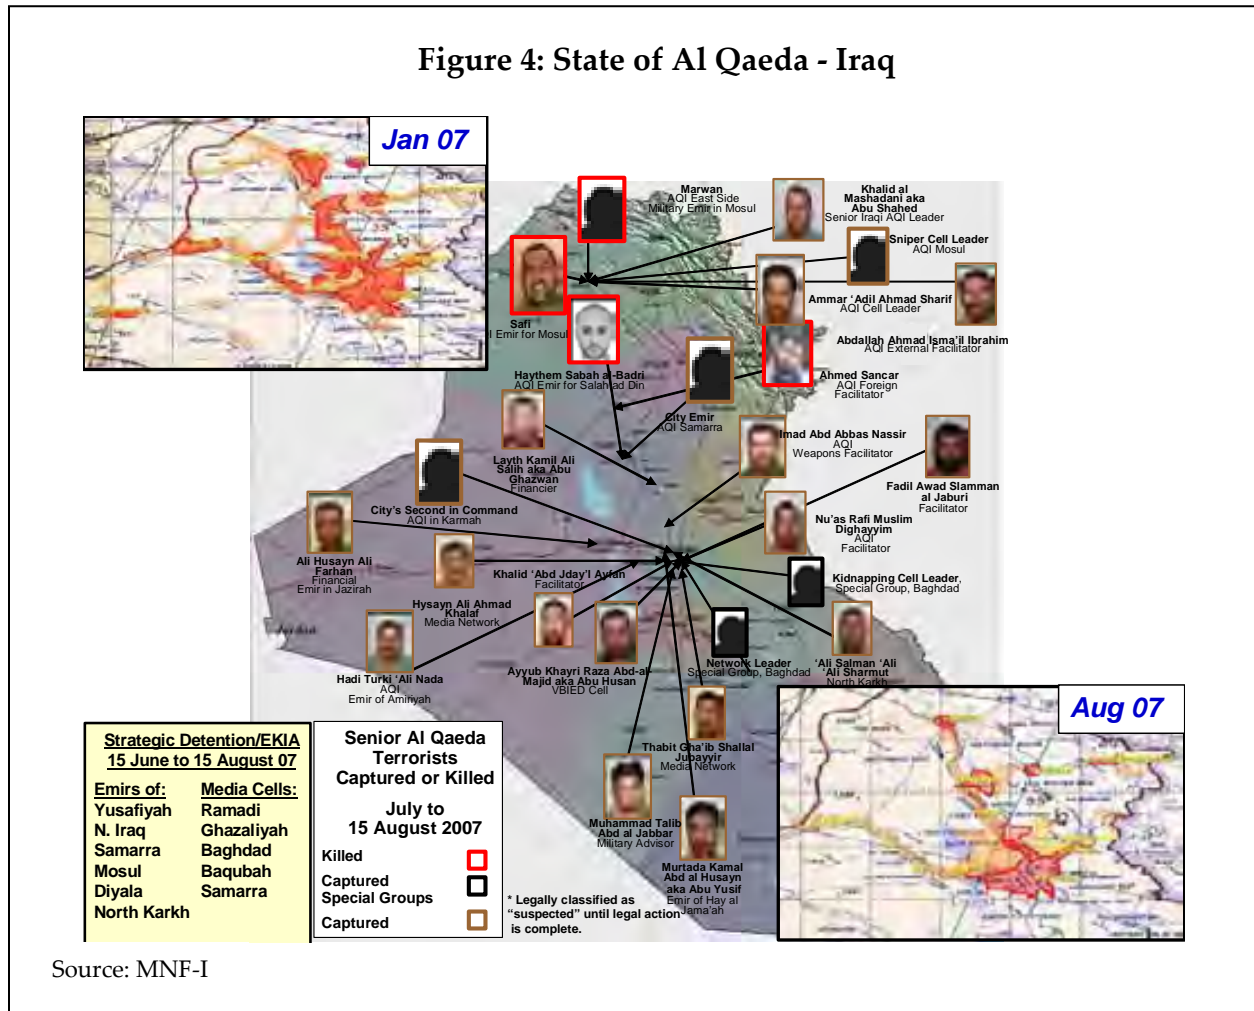 Figure 4: State of Al Qaeda - Iraq
Jan 07
Marwan
AQI East Side
Military Emir in Mosul
Khalid al
Mashadani aka
Abu Shahed
Senior Iraqi AQI Leader
Sniper Cell Leader
AQI Mosul
Ammar ‘Adil Ahmad Sharif
AQI Cell Leader
Safi
I Emir for Mosul
Abdallah Ahmad Isma’il Ibrahim
AQI External Facilitator
Haythem Sabah al-Badri
AQI Emir for Salah ad Din
Ahmed Sancar
AQI Foreign
Facilitator
City Emir
AQI Samarra
Imad Abd Abbas Nassir
AQI
Weapons Facilitator
Layth Kamil Ali
Salih aka Abu
Ghazwan
Financier
Fadil Awad Slamman
al Jaburi
Facilitator
City’s Second in Command
AQI in Karmah
Nu’as Rafi Muslim
Dighayyim
AQI
Facilitator
Ali Husayn Ali
Farhan
Financial
Emir in Jazirah
Khalid ‘Abd Jday’l Ayfan
Facilitator
Kidnapping Cell Leader,
Special Group, Baghdad
Hysayn Ali Ahmad
Khalaf
Media Network
Hadi Turki ‘Ali Nada
AQI
Emir of Amiriyah
Ayyub Khayri Raza Abd-al-
Majid aka Abu Husan
VBIED Cell
Network Leader
Special Group, Baghdad
‘Ali Salman ‘Ali
‘Ali Sharmut
North Karkh
Jordan
Thabit Gha’ib Shallal
Jubayyir
Media Network
Muhammad Talib
Abd al Jabbar
Military Advisor
Murtada Kamal
Abd al Husayn
aka Abu Yusif
Emir of Hay al
Jama’ah
Aug 07
Strategic Detention/EKIA
15 June to 15 August 07
Emirs of: Media Cells:
Yusafiyah Ramadi
N. Iraq Ghazaliyah
Samarra Baghdad
Mosul Baqubah
Diyala Samarra
North Karkh
Senior Al Qaeda
Terrorists
Captured or Killed
July to
15 August 2007
Killed
Captured
Special Groups
Captured
* Legally classified as
“suspected” until legal action
is complete.
Source: MNF-I